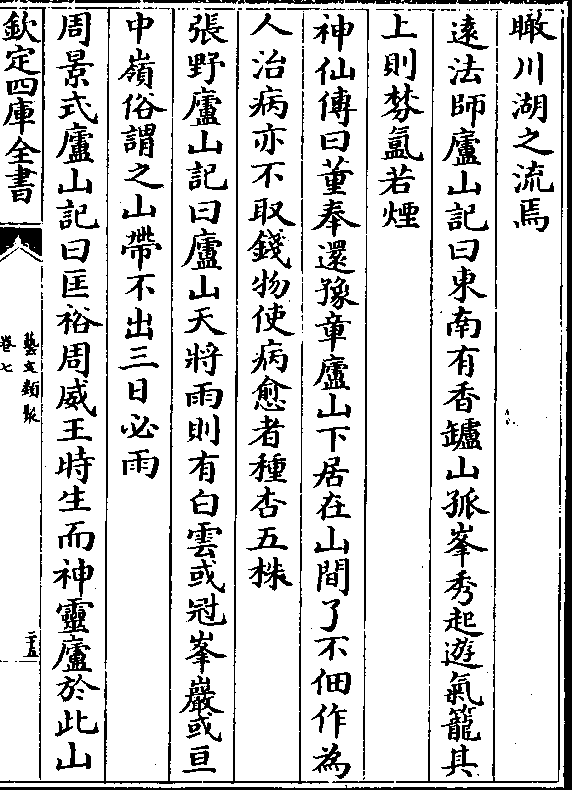 瞰川湖之流焉
遠法師廬山記曰東南有香鑪山孤峯秀起遊氣籠其
上則棼氲若煙
神仙傳曰董奉還豫章廬山下居在山間了不佃作為
人治病亦不取錢物使病愈者種杏五株
張野廬山記曰廬山天將雨則有白雲或冠峯巖或亘
中嶺俗謂之山帶不出三日必雨
周景式廬山記曰匡裕周威王時生而神靈廬於此山
欽定四庫全書
藝文類聚
卷七
二十五